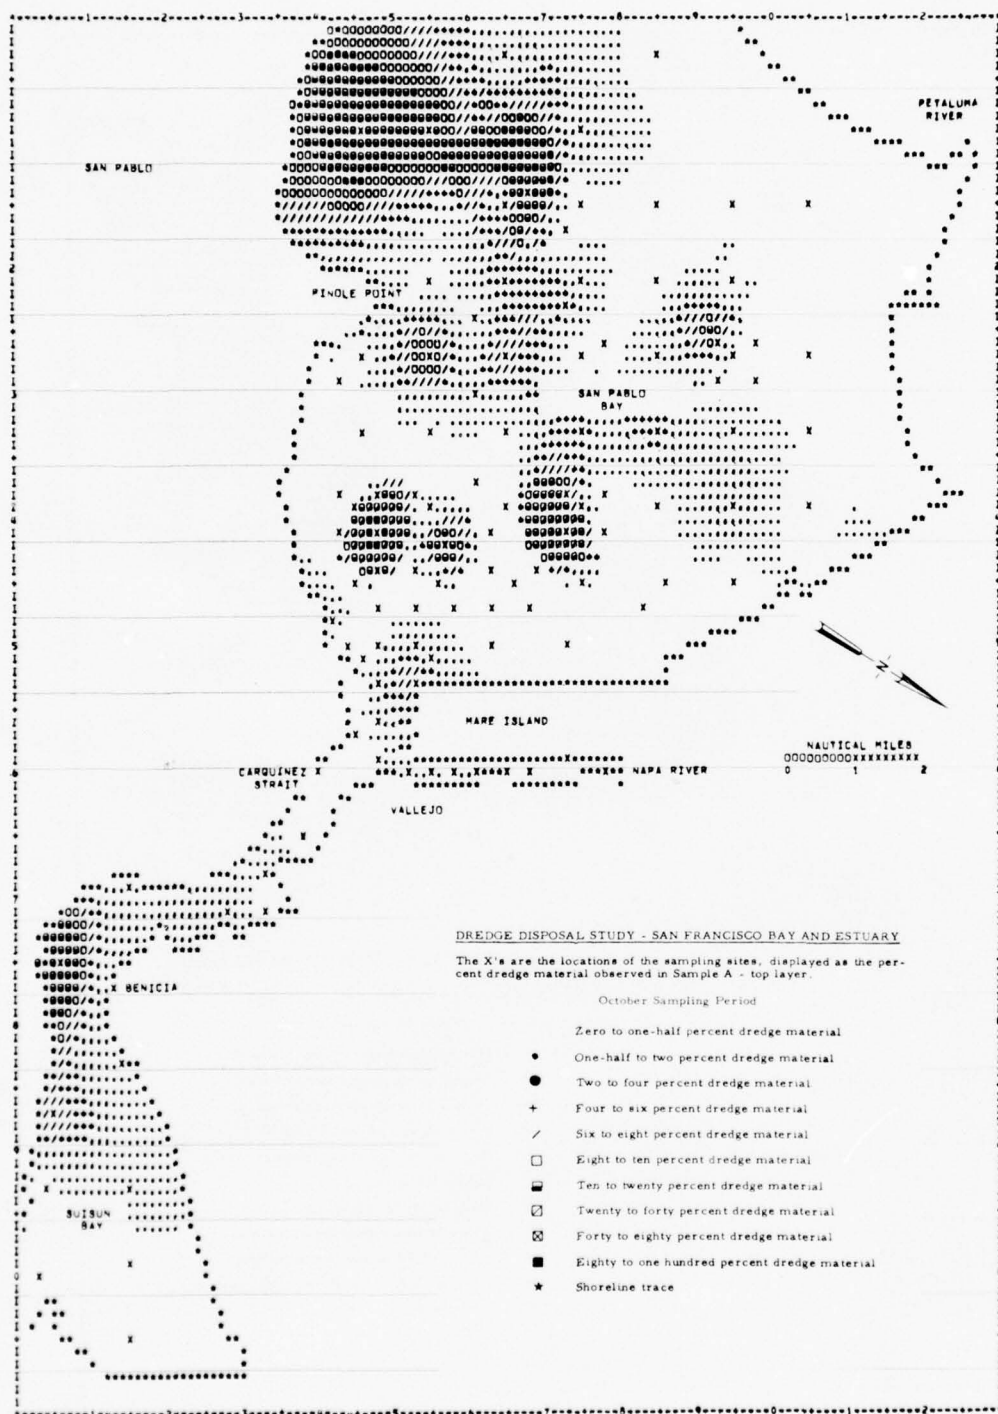 PETALUMA
RIVER
SAN PABLO
PINOLE POINT
SAN PABLO
BAY
N
MARE ISLAND
NAUTICAL MILES
0 1 2
CARQUINEZ
STRAIT
NAPA RIVER
VALLEJO
BENICIA
SUISUN
BAY
DREDGE DISPOSAL STUDY - SAN FRANCISCO BAY AND ESTUARY
The X's are the locations of the sampling sites, displayed as the per-
cent dredge material observed in Sample A - top layer.
October Sampling Period
Zero to one-half percent dredge material
One-half to two percent dredge material
Two to four percent dredge material
+ Four to six percent dredge material
/ Six to eight percent dredge material
Eight to ten percent dredge material
Ten to twenty percent dredge material
Twenty to forty percent dredge material
Forty to eighty percent dredge material
Eighty to one hundred percent dredge material
★ Shoreline trace